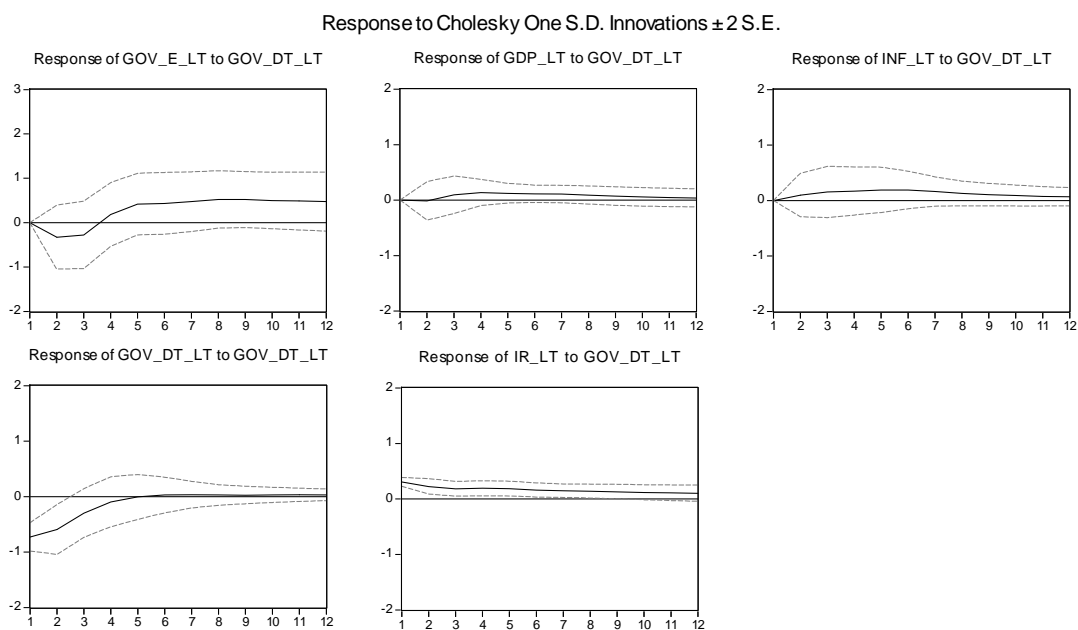 Response to Cholesky One S.D. Innovations ± 2 S.E.
Response of GOV_E_LT to GOV_DT_LT
3
2
1
0
-1
-2
1 2 3 4 5 6 7 8 9 10 11 12
Response of GDP_LT to GOV_DT_LT
2
1
0
-1
-2
1 2 3 4 5 6 7 8 9 10 11 12
Response of INF_LT to GOV_DT_LT
2
1
0
-1
-2
1 2 3 4 5 6 7 8 9 10 11 12
Response of GOV_DT_LT to GOV_DT_LT
2
1
0
-1
-2
1 2 3 4 5 6 7 8 9 10 11 12
Response of IR_LT to GOV_DT_LT
2
1
0
-1
-2
1 2 3 4 5 6 7 8 9 10 11 12